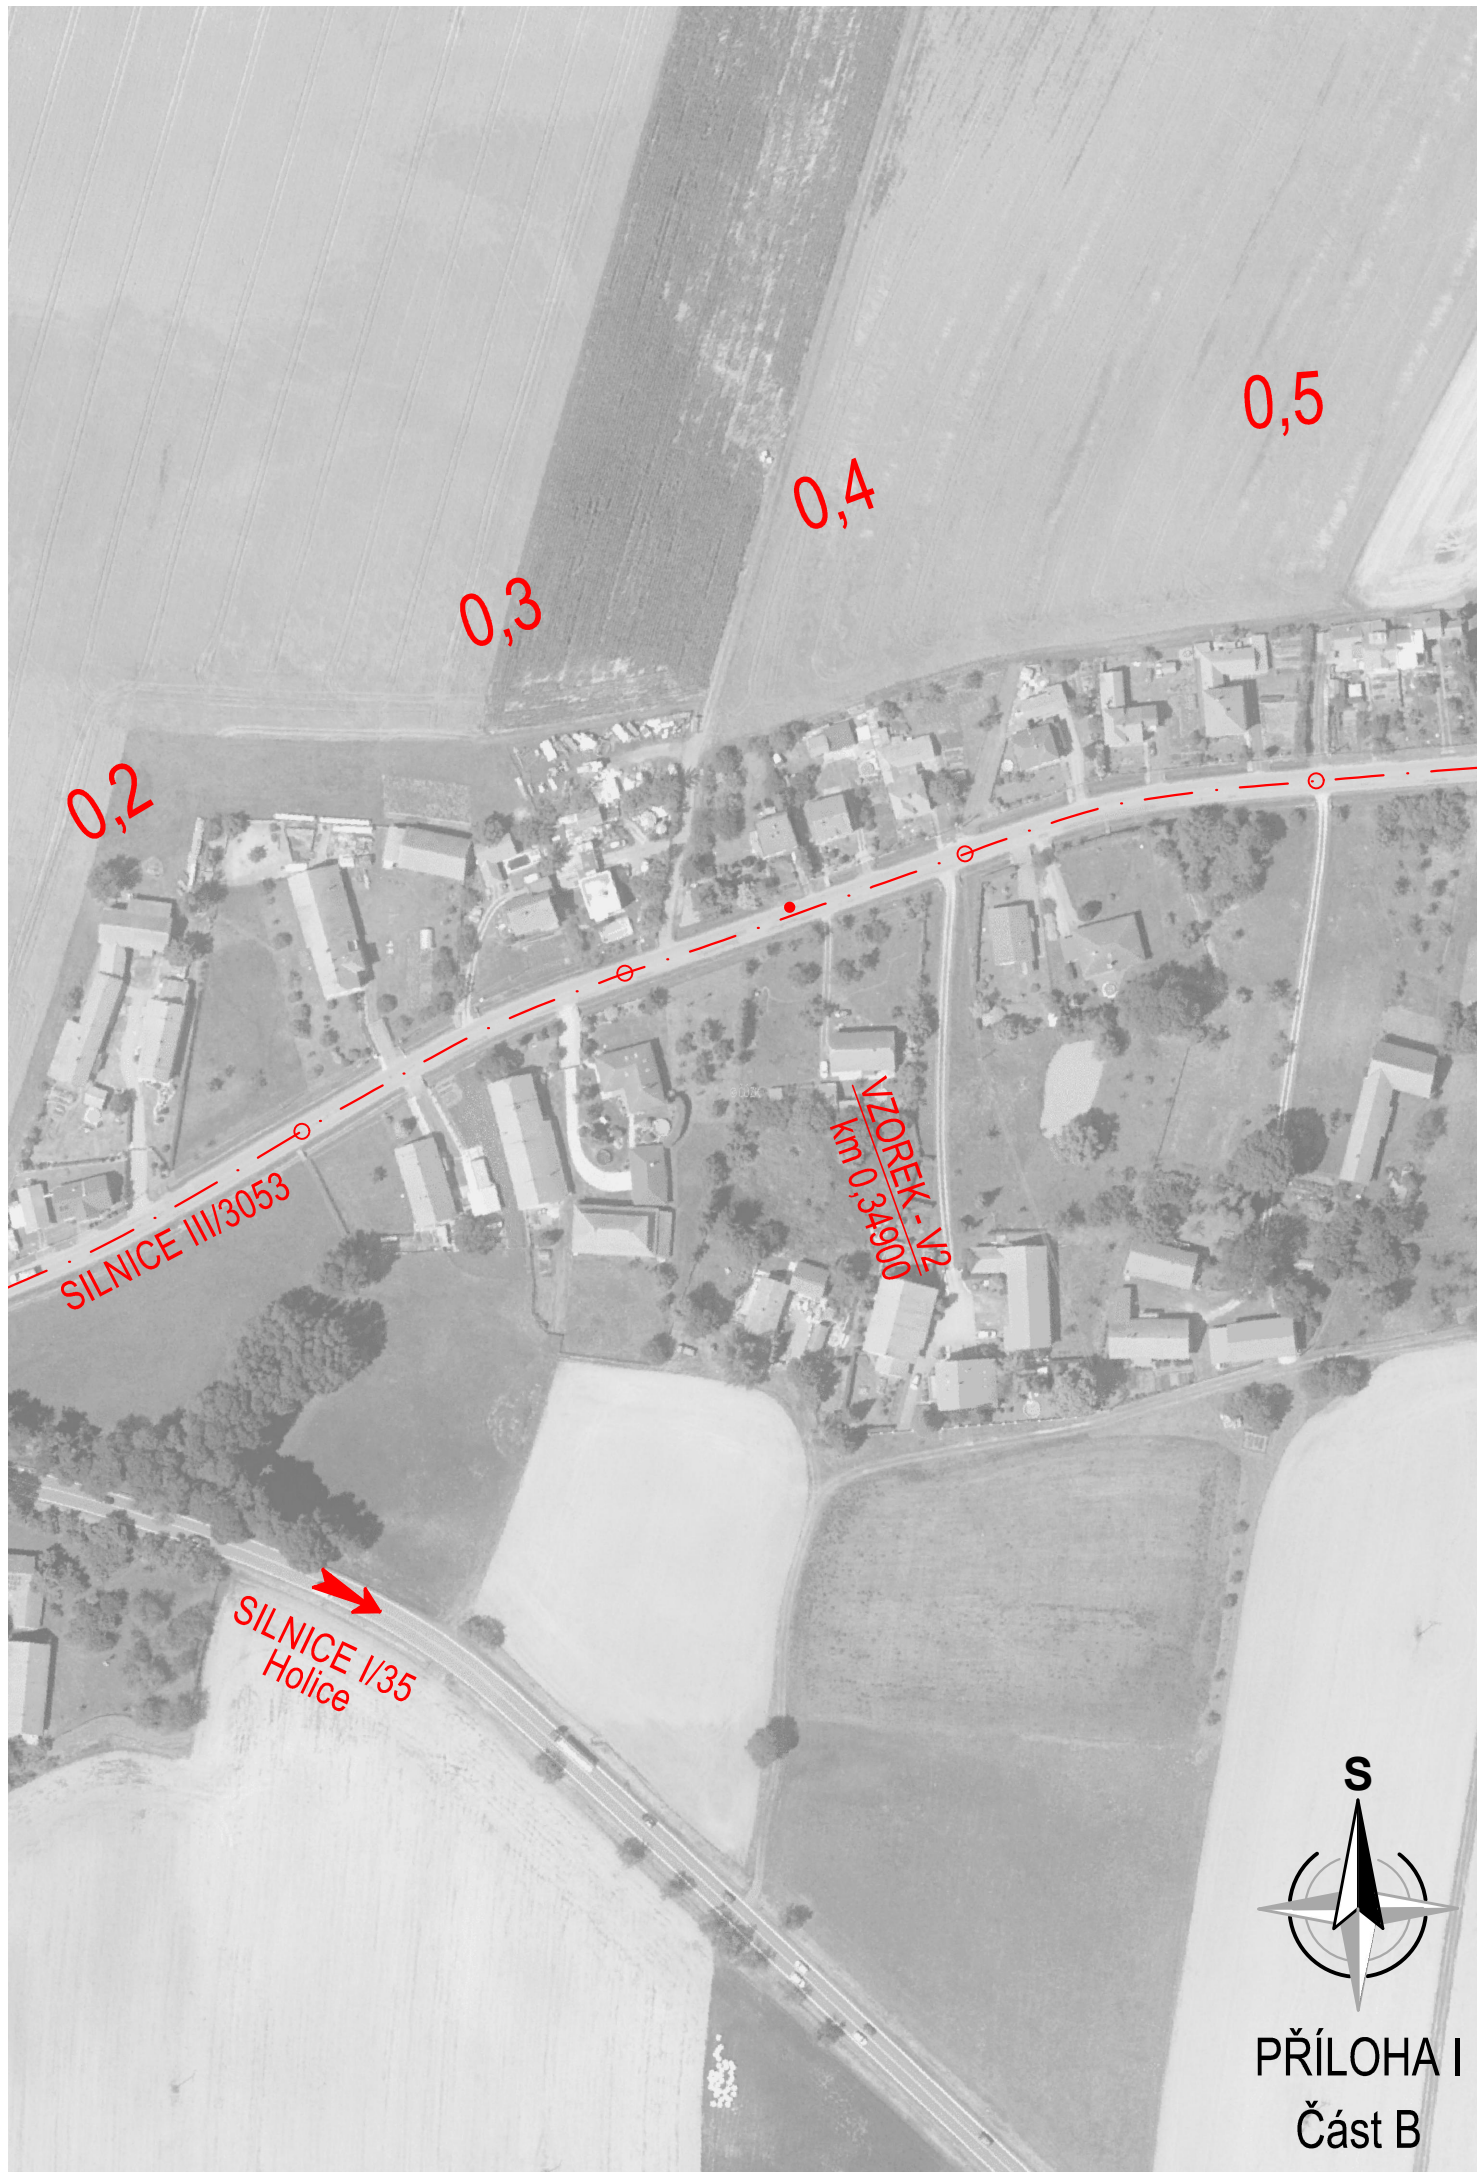 0,5
0,4
0,3
0,2
VZOREK - V2
km 0,34900
SILNICE III/3053
SILNICE I/35
Holice
S
PŘÍLOHA I
Část B